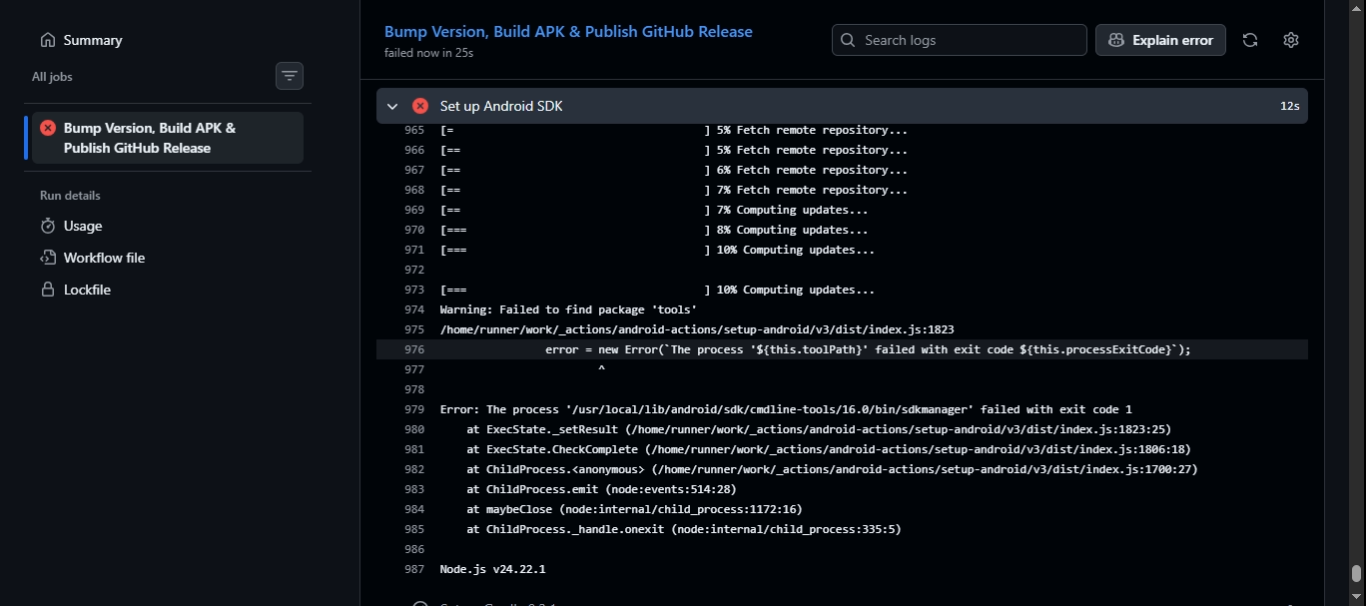 Summary
All jobs
Bump Version, Build APK &
Publish GitHub Release
Run details
Usage
Workflow file
Lockfile
Bump Version, Build APK & Publish GitHub Release
failed now in 25s
Search logs
Explain error
Set up Android SDK 12s
965 [= ] 5% Fetch remote repository...
966 [== ] 5% Fetch remote repository...
967 [== ] 6% Fetch remote repository...
968 [== ] 7% Fetch remote repository...
969 [== ] 7% Computing updates...
970 [=== ] 8% Computing updates...
971 [=== ] 10% Computing updates...
972
973 [=== ] 10% Computing updates...
974 Warning: Failed to find package 'tools'
975 /home/runner/work/_actions/android-actions/setup-android/v3/dist/index.js:1823
976 error = new Error(`The process '${this.toolPath}' failed with exit code ${this.processExitCode}`);
977 ^
978
979 Error: The process '/usr/local/lib/android/sdk/cmdline-tools/16.0/bin/sdkmanager' failed with exit code 1
980 at ExecState._setResult (/home/runner/work/_actions/android-actions/setup-android/v3/dist/index.js:1823:25)
981 at ExecState.CheckComplete (/home/runner/work/_actions/android-actions/setup-android/v3/dist/index.js:1806:18)
982 at ChildProcess.<anonymous> (/home/runner/work/_actions/android-actions/setup-android/v3/dist/index.js:1700:27)
983 at ChildProcess.emit (node:events:514:28)
984 at maybeClose (node:internal/child_process:1172:16)
985 at ChildProcess._handle.onexit (node:internal/child_process:335:5)
986
987 Node.js v24.22.1